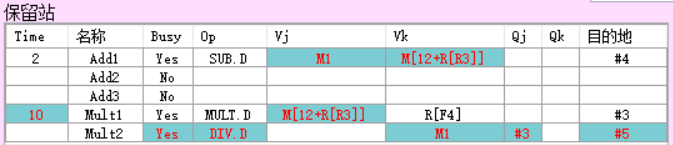 保留站
Time 名称 Busy Op Vj Vk Qj Qk 目的地
2 Add1 Yes SUB.D M1 M[12+R[R3]] #4
Add2 No
Add3 No
10 Mult1 Yes MULT.D M[12+R[R3]] R[F4] #3
Mult2 Yes DIV.D M1 #3 #5